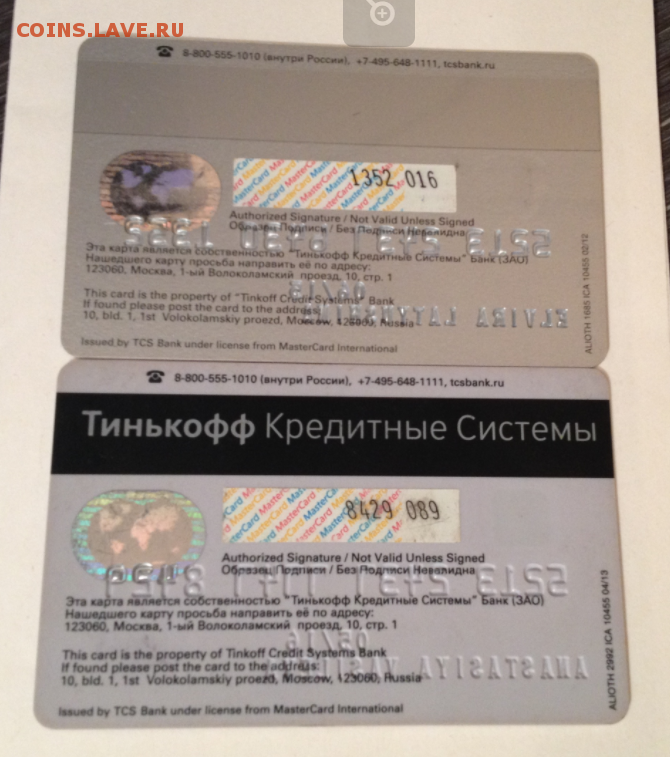 COINS.LAVE.RU
☎ 8-800-555-1010 (внутри России), +7-495-648-1111, tcsbank.ru
1352 016
Authorized Signature / Not Valid Unless Signed
Образец Подписи / Без Подписи Невалидна
Эта карта является собственностью "Тинькофф Кредитные Системы" Банк (ЗАО)
Нашедшего карту просьба направить её по адресу:
123060, Москва, 1-ый Волоколамский проезд, 10, стр. 1
This card is the property of "Tinkoff Credit Systems" Bank
If found please post the card to the address:
10, bld. 1, 1st Volokolamskiy proezd, Moscow, 123060, Russia
Issued by TCS Bank under license from MasterCard International
ALIOTH 1685 ICA 10455 02/12
☎ 8-800-555-1010 (внутри России), +7-495-648-1111, tcsbank.ru
Тинькофф Кредитные Системы
8429 089
Authorized Signature / Not Valid Unless Signed
Образец Подписи / Без Подписи Невалидна
Эта карта является собственностью "Тинькофф Кредитные Системы" Банк (ЗАО)
Нашедшего карту просьба направить её по адресу:
123060, Москва, 1-ый Волоколамский проезд, 10, стр. 1
This card is the property of Tinkoff Credit Systems Bank
If found please post the card to the address:
10, bld. 1, 1st Volokolamskiy proezd, Moscow, 123060, Russia
Issued by TCS Bank under license from MasterCard International
ALIOTH 2992 ICA 10455 04/13